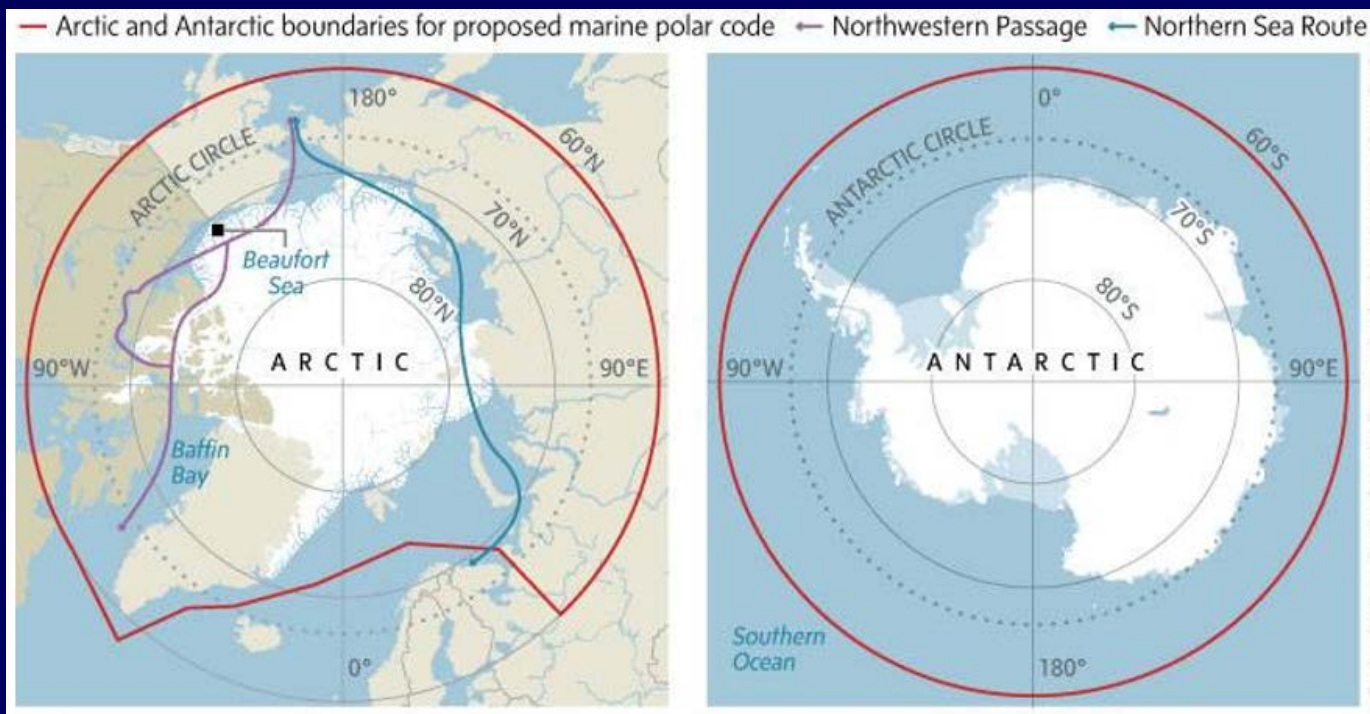 Arctic and Antarctic boundaries for proposed marine polar code Northwestern Passage Northern Sea Route
180°
ARCTIC CIRCLE
60°N
70°N
Beaufort
Sea
80°N
ARCTIC
90°W
90°E
Baffin
Bay
0°
0°
ANTARCTIC CIRCLE
60°S
70°S
80°S
ANTARCTIC
90°W
90°E
Southern
Ocean
180°